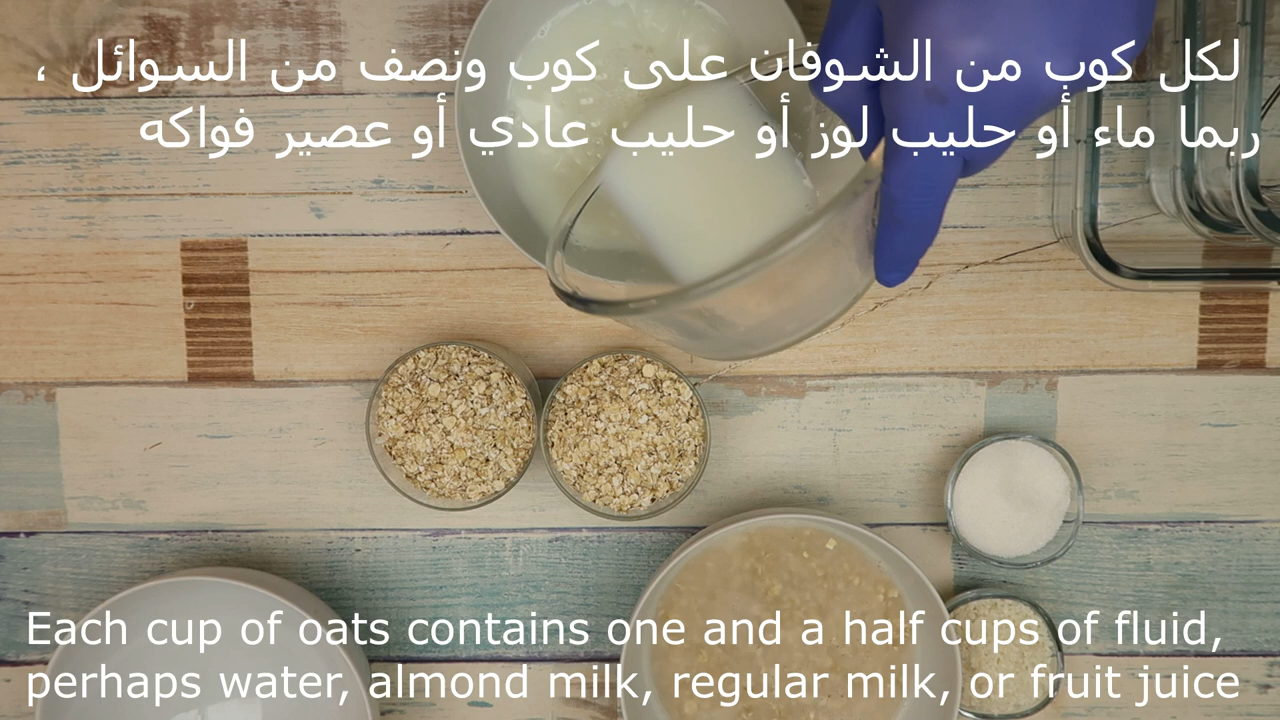 لكل كوب من الشوفان على كوب ونصف من السوائل ،
ربما ماء أو حليب لوز أو حليب عادي أو عصير فواكه
Each cup of oats contains one and a half cups of fluid,
perhaps water, almond milk, regular milk, or fruit juice